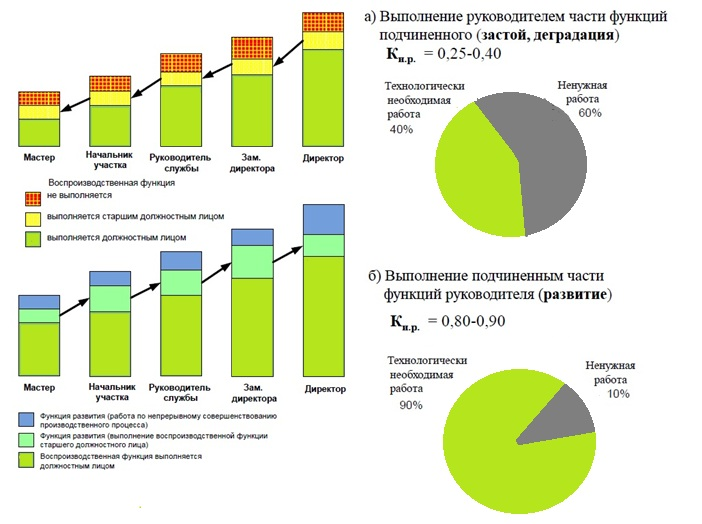 а) Выполнение руководителем части функций
подчиненного (застой, деградация)
Ки.р. = 0,25-0,40
Технологически
необходимая
работа
40%
Ненужная
работа
60%
Мастер
Начальник
участка
Руководитель
службы
Зам.
директора
Директор
Воспроизводственная функция
не выполняется
выполняется старшим должностным лицом
выполняется должностным лицом
б) Выполнение подчиненным части
функций руководителя (развитие)
Ки.р. = 0,80-0,90
Технологически
необходимая
работа
90%
Ненужная
работа
10%
Мастер
Начальник
участка
Руководитель
службы
Зам.
директора
Директор
Функция развития (работа по непрерывному совершенствованию
производственного процесса)
Функция развития (выполнение воспроизводственной функции
старшего должностного лица)
Воспроизводственная функция выполняется
должностным лицом